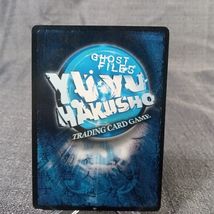 GHOST
FILES
YU YU
HAKUSHO
TRADING CARD GAME